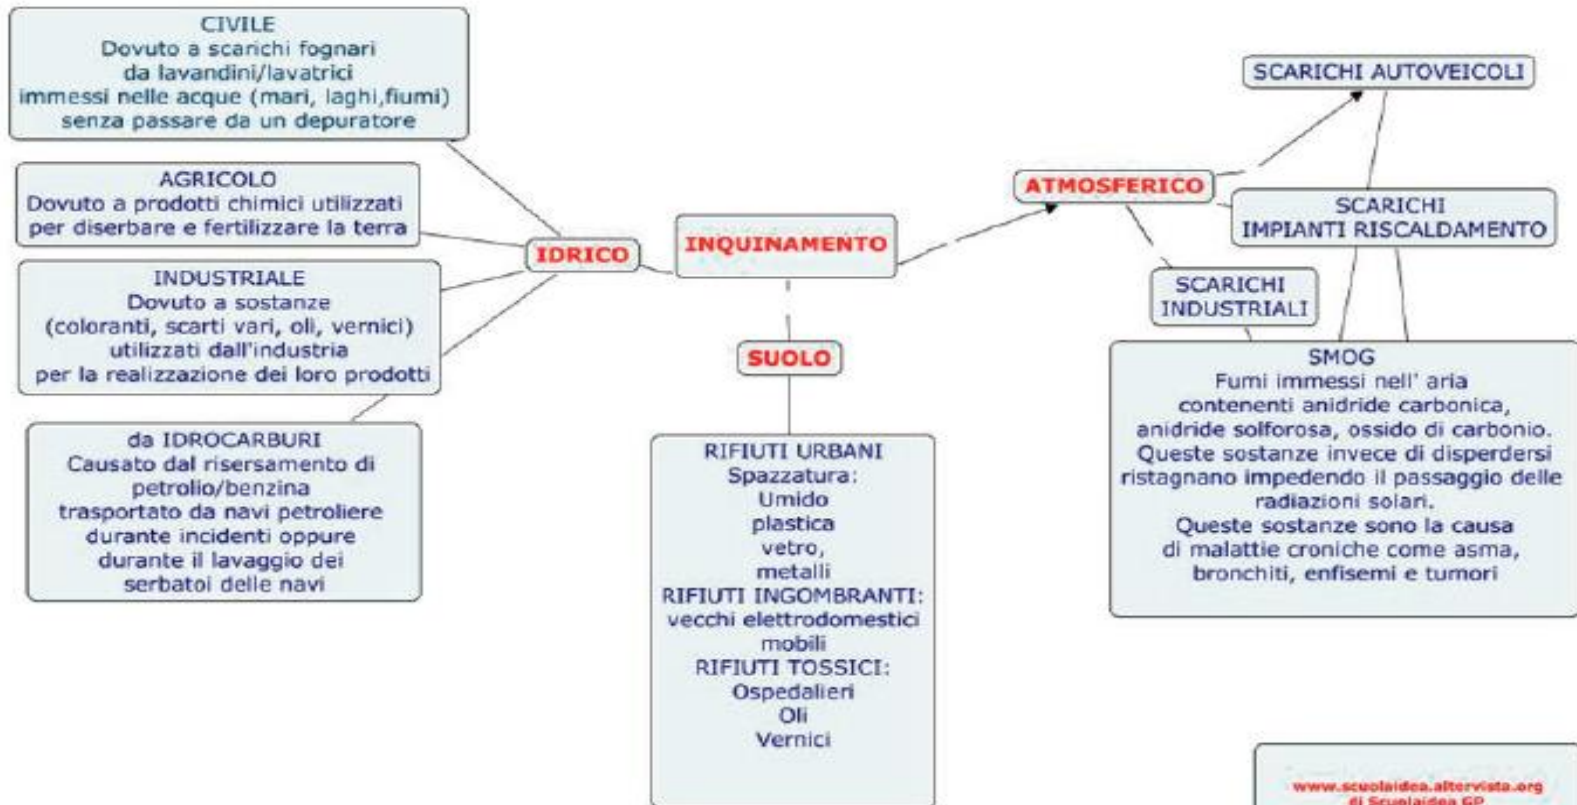 CIVILE
Dovuto a scarichi fognari
da lavandini/lavatrici
immessi nelle acque (mari, laghi,fiumi)
senza passare da un depuratore
AGRICOLO
Dovuto a prodotti chimici utilizzati
per diserbare e fertilizzare la terra
INDUSTRIALE
Dovuto a sostanze
(coloranti, scarti vari, oli, vernici)
utilizzati dall'industria
per la realizzazione dei loro prodotti
da IDROCARBURI
Causato dal risersamento di
petrolio/benzina
trasportato da navi petroliere
durante incidenti oppure
durante il lavaggio dei
serbatoi delle navi
IDRICO
INQUINAMENTO
SUOLO
RIFIUTI URBANI
Spazzatura:
Umido
plastica
vetro,
metalli
RIFIUTI INGOMBRANTI:
vecchi elettrodomestici
mobili
RIFIUTI TOSSICI:
Ospedalieri
Oli
Vernici
ATMOSFERICO
SCARICHI AUTOVEICOLI
SCARICHI
IMPIANTI RISCALDAMENTO
SCARICHI
INDUSTRIALI
SMOG
Fumi immessi nell' aria
contenenti anidride carbonica,
anidride solforosa, ossido di carbonio.
Queste sostanze invece di disperdersi
ristagnano impedendo il passaggio delle
radiazioni solari.
Queste sostanze sono la causa
di malattie croniche come asma,
bronchiti, enfisemi e tumori
www.scuolaidea.altervista.org
di Scuolaidea GP